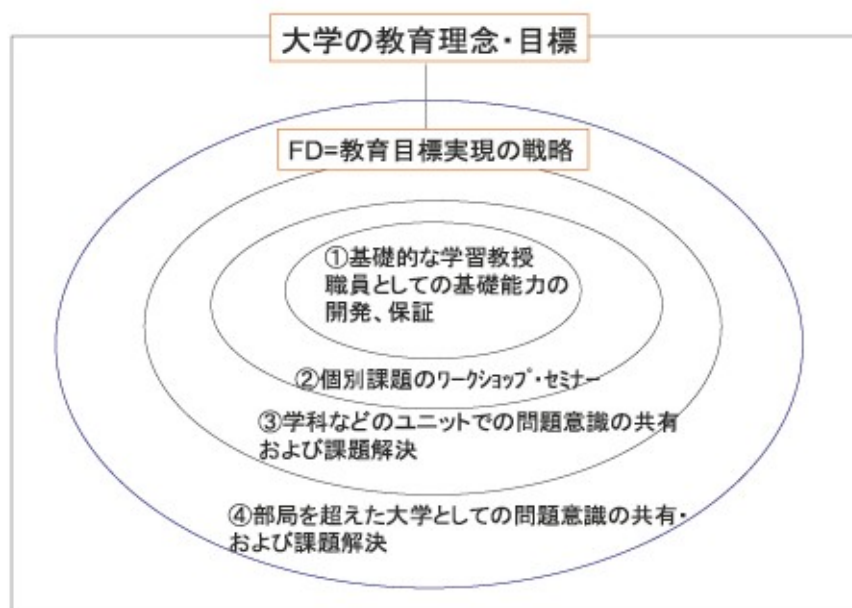 大学の教育理念・目標
FD=教育目標実現の戦略
①基礎的な学習教授
職員としての基礎能力の
開発、保証
②個別課題のﾜｰｸｼｮｯﾌﾟ・ｾﾐﾅｰ
③学科などのユニットでの問題意識の共有
および課題解決
④部局を超えた大学としての問題意識の共有・
および課題解決